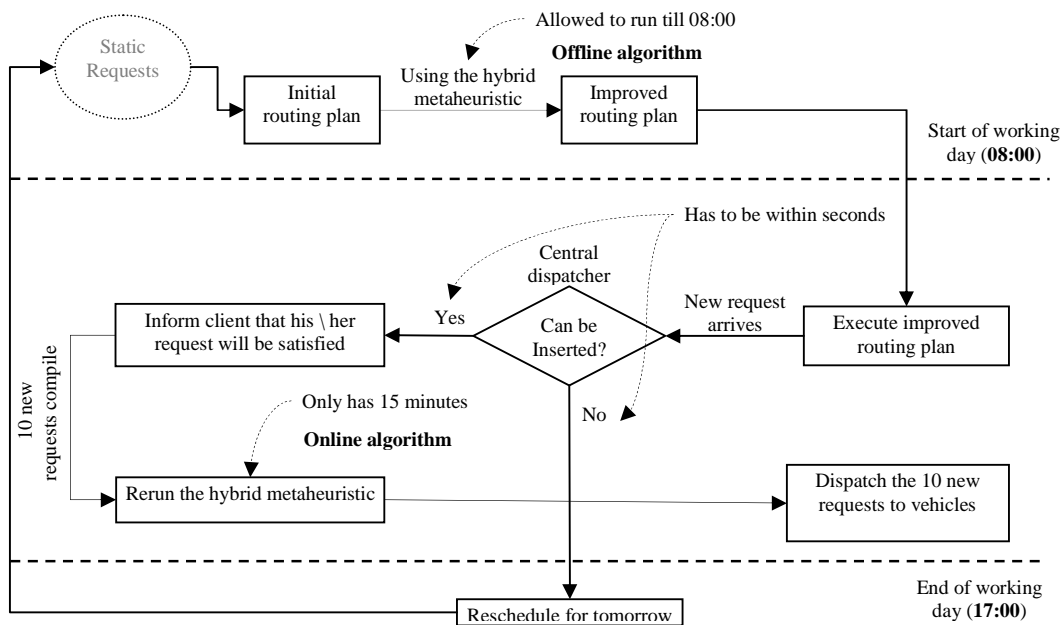 Allowed to run till 08:00
Static
Requests
Offline algorithm
Using the hybrid
metaheuristic
Initial
routing plan
Improved
routing plan
Start of working
day (08:00)
Has to be within seconds
Central
dispatcher
New request
arrives
Yes
Can be
Inserted?
Inform client that his \ her
request will be satisfied
Execute improved
routing plan
10 new
requests compile
No
Only has 15 minutes
Online algorithm
Rerun the hybrid metaheuristic
Dispatch the 10 new
requests to vehicles
End of working
day (17:00)
Reschedule for tomorrow